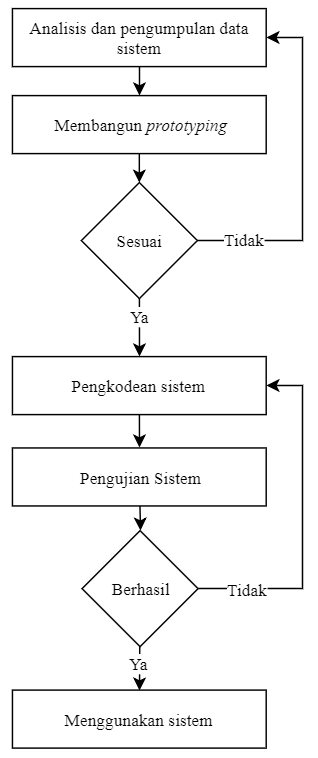 Analisis dan pengumpulan data
sistem
Membangun prototyping
Sesuai
Tidak
Ya
Pengkodean sistem
Pengujian Sistem
Berhasil
Tidak
Ya
Menggunakan sistem